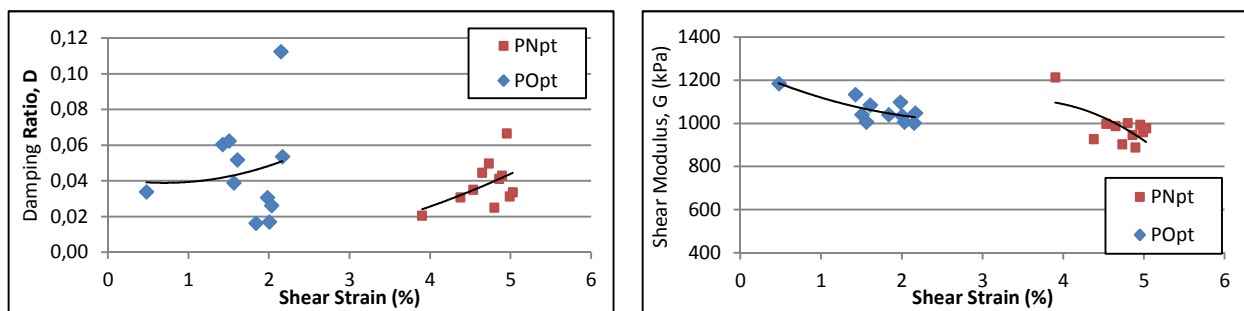 Damping Ratio, D
0,12
0,10
0,08
0,06
0,04
0,02
0,00
0 1 2 3 4 5 6
Shear Strain (%)
PNpt
POpt
Shear Modulus, G (kPa)
1400
1200
1000
800
600
400
0 1 2 3 4 5 6
Shear Strain (%)
PNpt
POpt